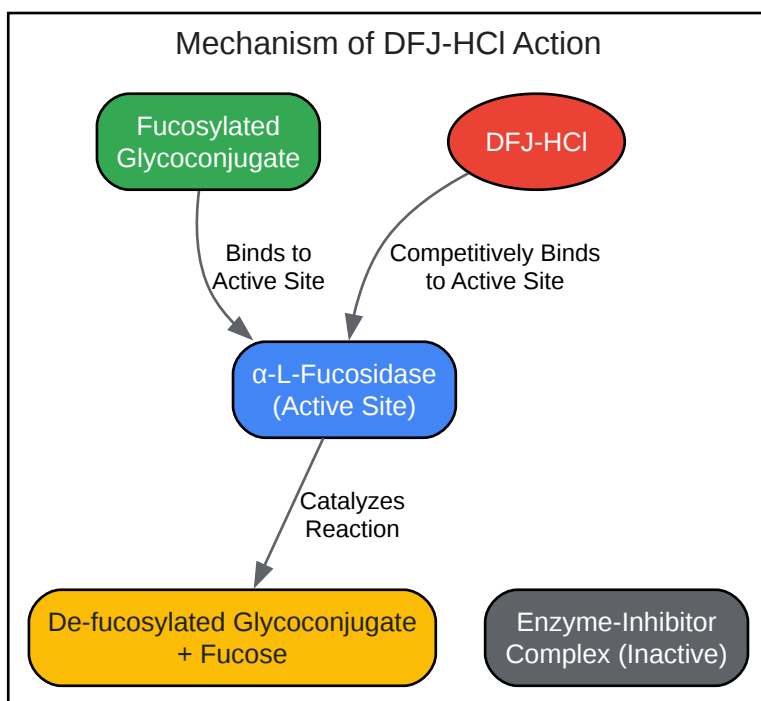 Mechanism of DFJ-HCl Action
Fucosylated
Glycoconjugate
DFJ-HCl
Binds to
Active Site
Competitively Binds
to Active Site
α-L-Fucosidase
(Active Site)
Catalyzes
Reaction
De-fucosylated Glycoconjugate
+ Fucose
Enzyme-Inhibitor
Complex (Inactive)